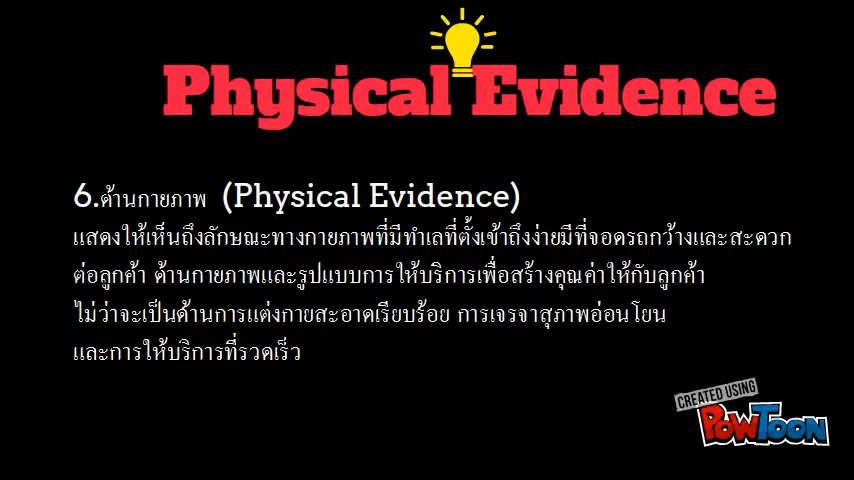 Physical Evidence
6.ด้านกายภาพ (Physical Evidence)
แสดงให้เห็นถึงลักษณะทางกายภาพที่มีทำเลที่ตั้งเข้าถึงง่ายมีที่จอดรถกว้างและสะดวก
ต่อลูกค้า ด้านกายภาพและรูปแบบการให้บริการเพื่อสร้างคุณค่าให้กับลูกค้า
ไม่ว่าจะเป็นด้านการแต่งกายสะอาดเรียบร้อย การเจรจาสุภาพอ่อนโยน
และการให้บริการที่รวดเร็ว
CREATED USING
POWTOON